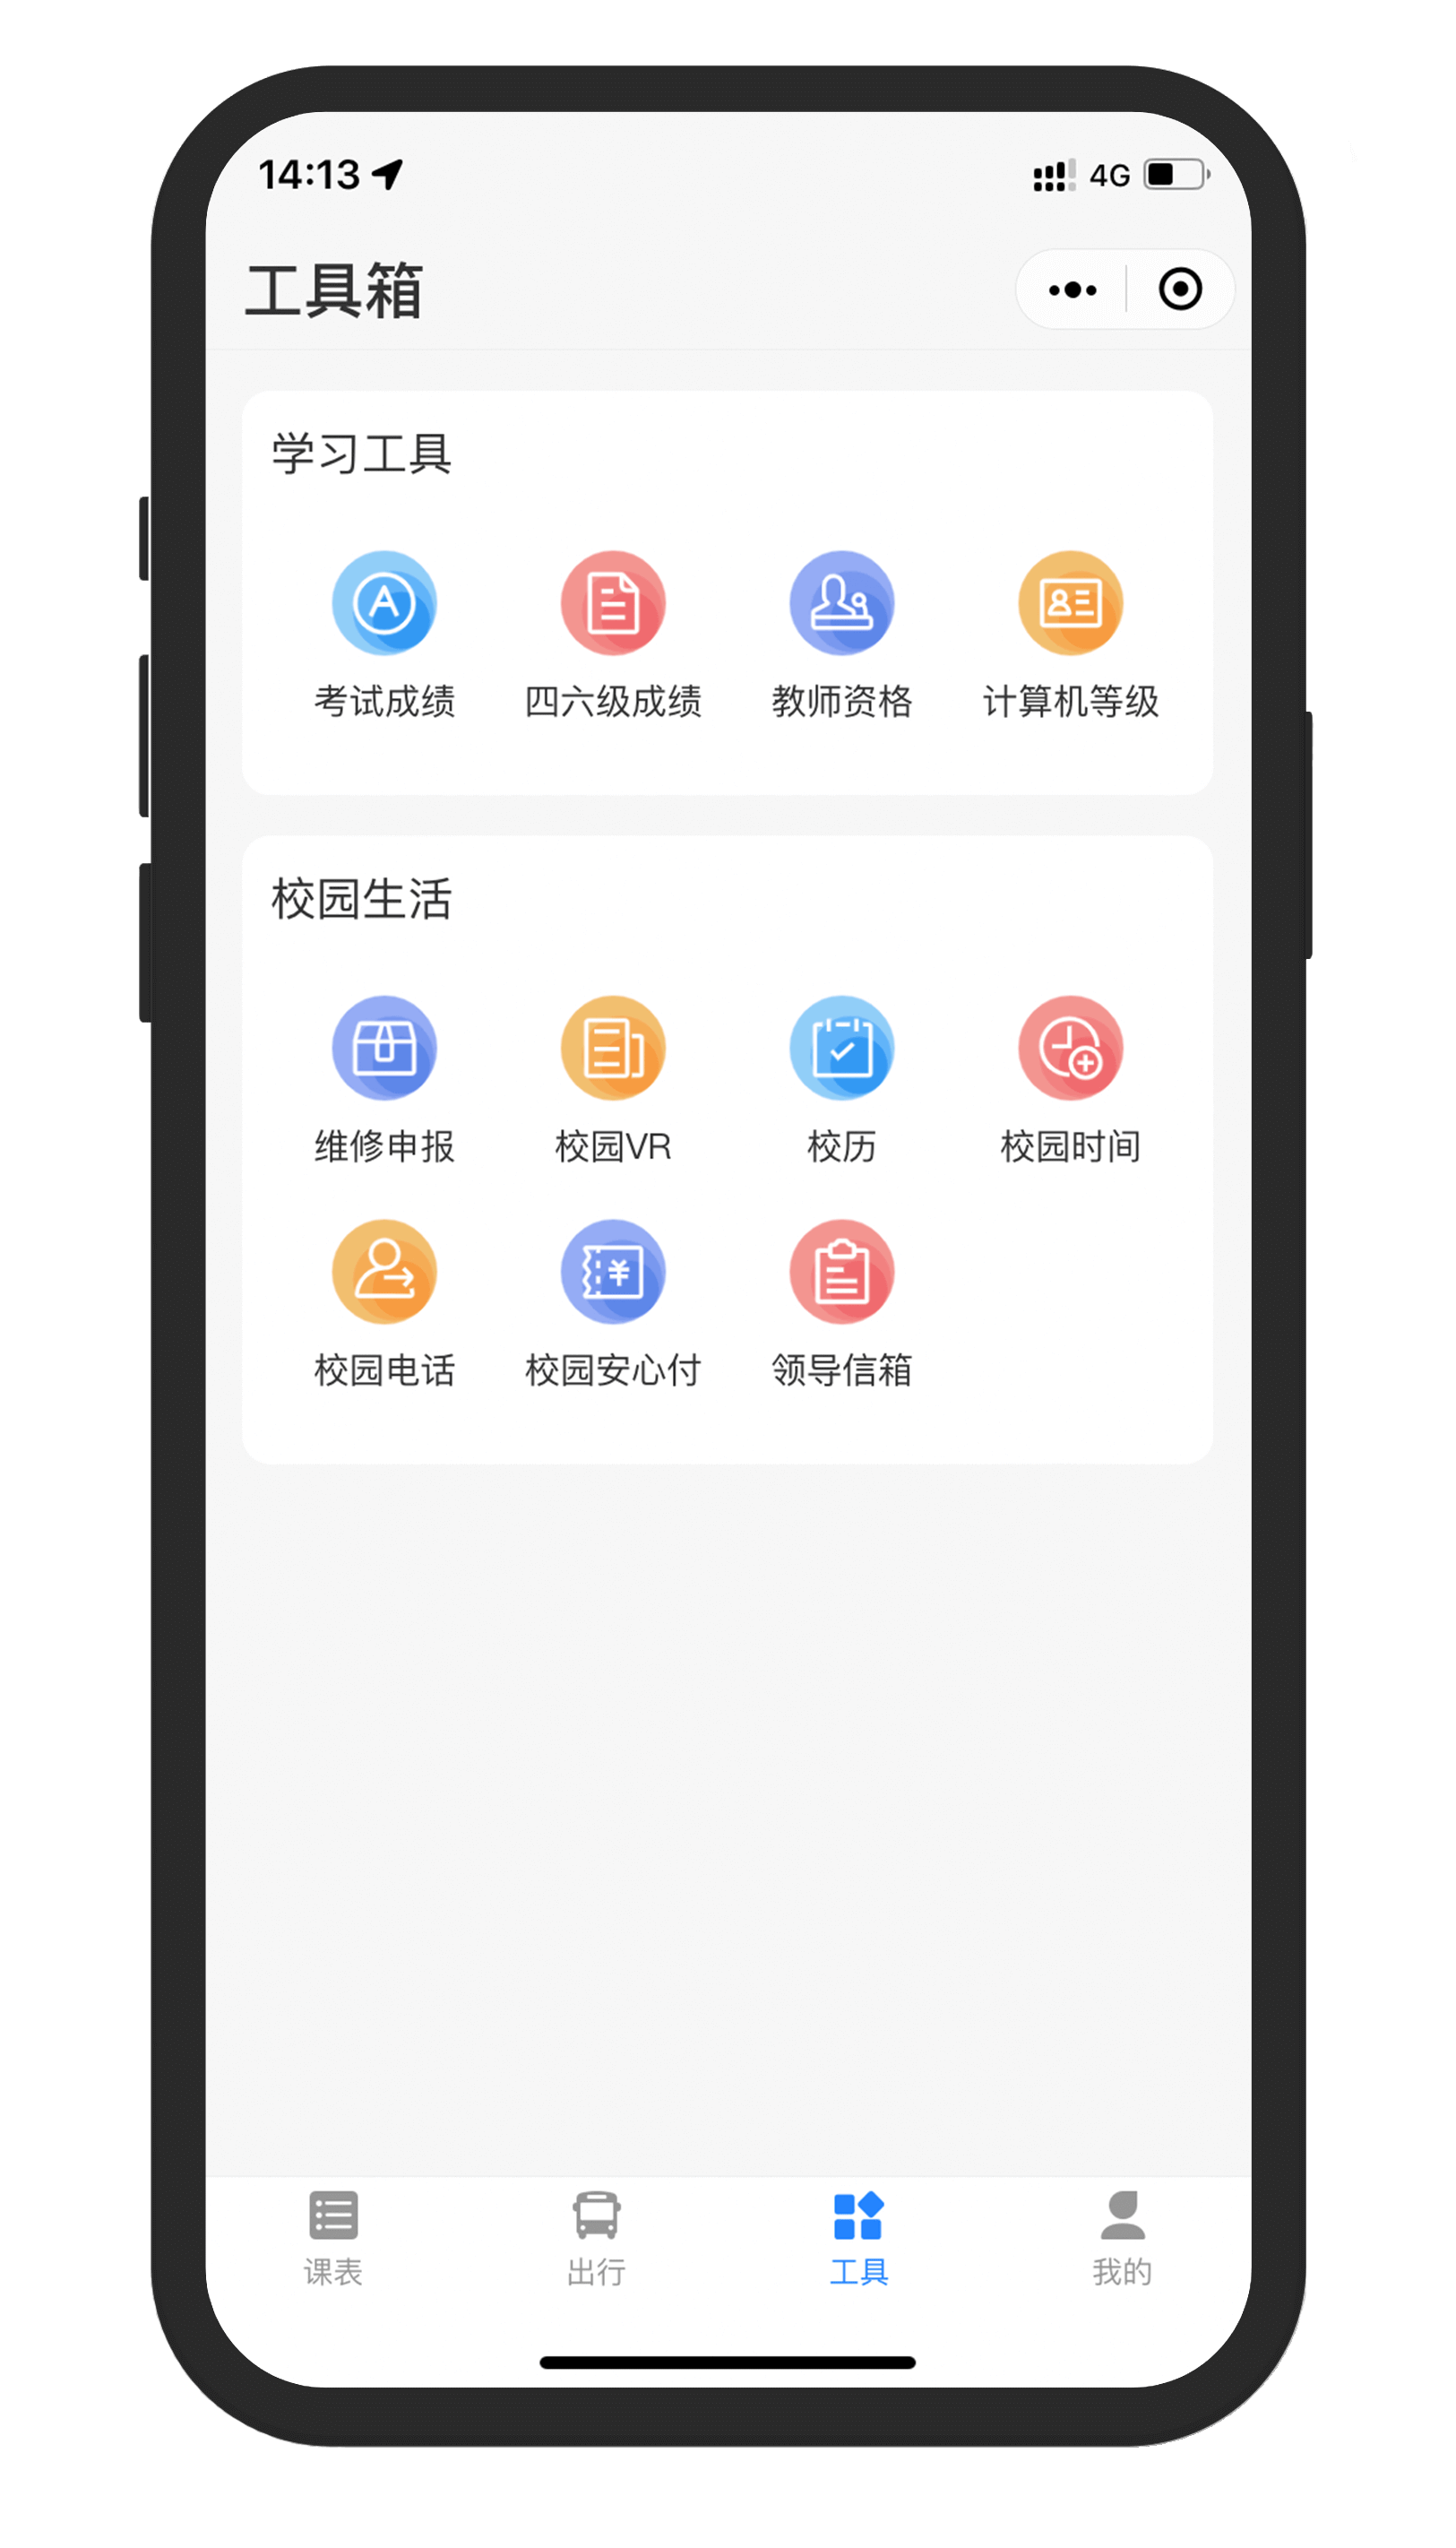 14:13 4G
工具箱
学习工具
考试成绩 四六级成绩 教师资格 计算机等级
校园生活
维修申报 校园VR 校历 校园时间
校园电话 校园安心付 领导信箱
课表 出行 工具 我的